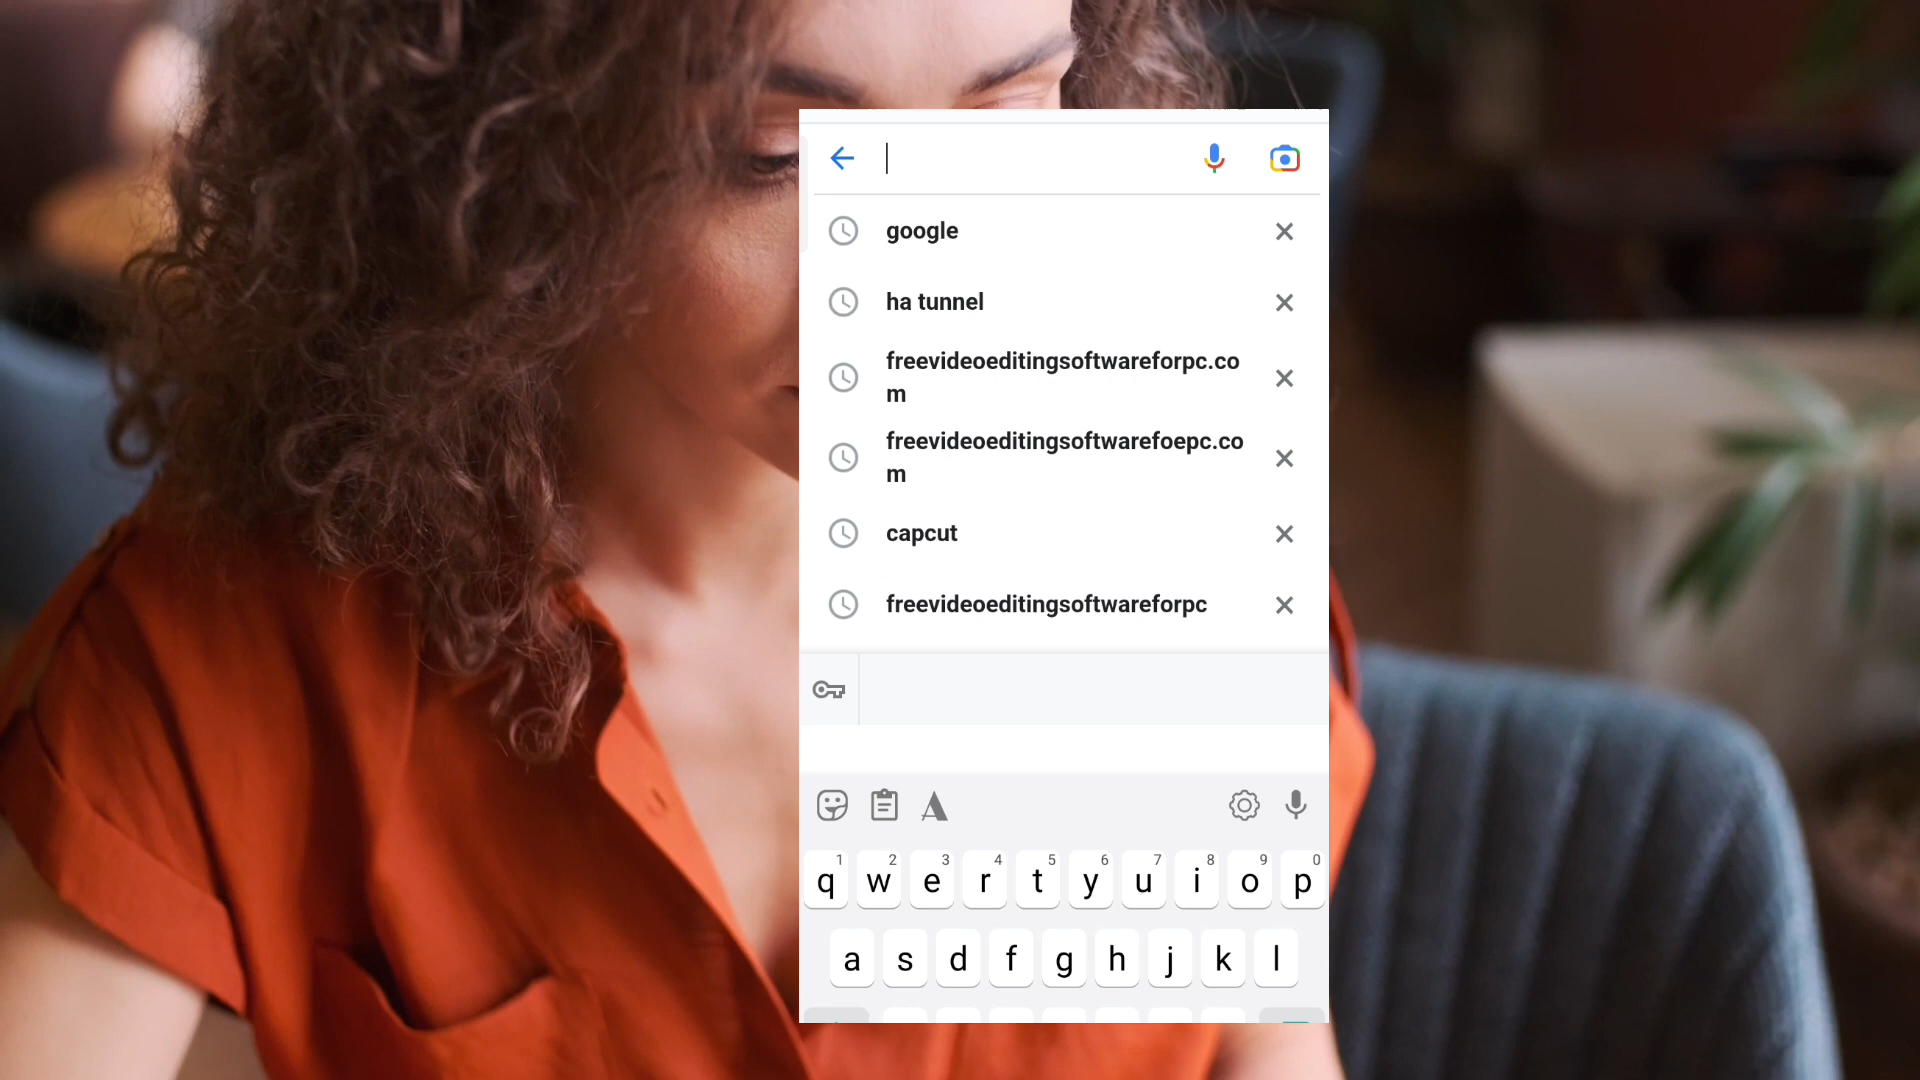 google
ha tunnel
freevideoeditingsoftwareforpc.co
m
freevideoeditingsoftwarefoepc.co
m
capcut
freevideoeditingsoftwareforpc
1 2 3 4 5 6 7 8 9 0
q w e r t y u i o p
a s d f g h j k l